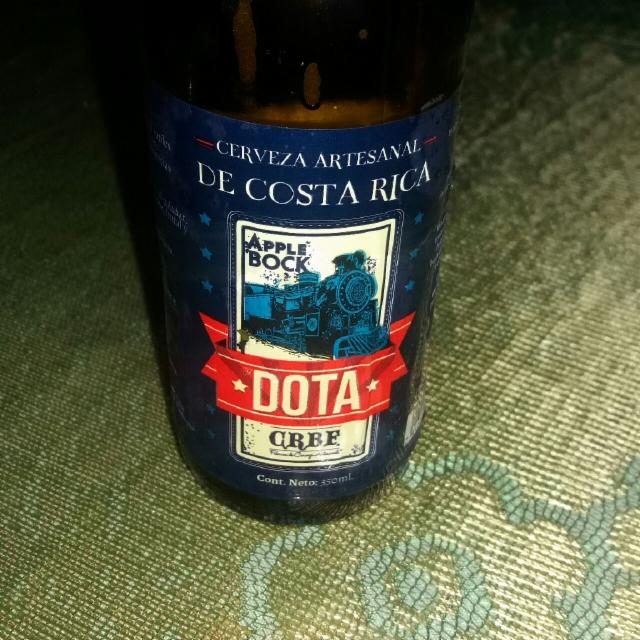 CERVEZA ARTESANAL
DE COSTA RICA
APPLE
BOCK
DOTA
CRBF
Cont. Neto: 350mL